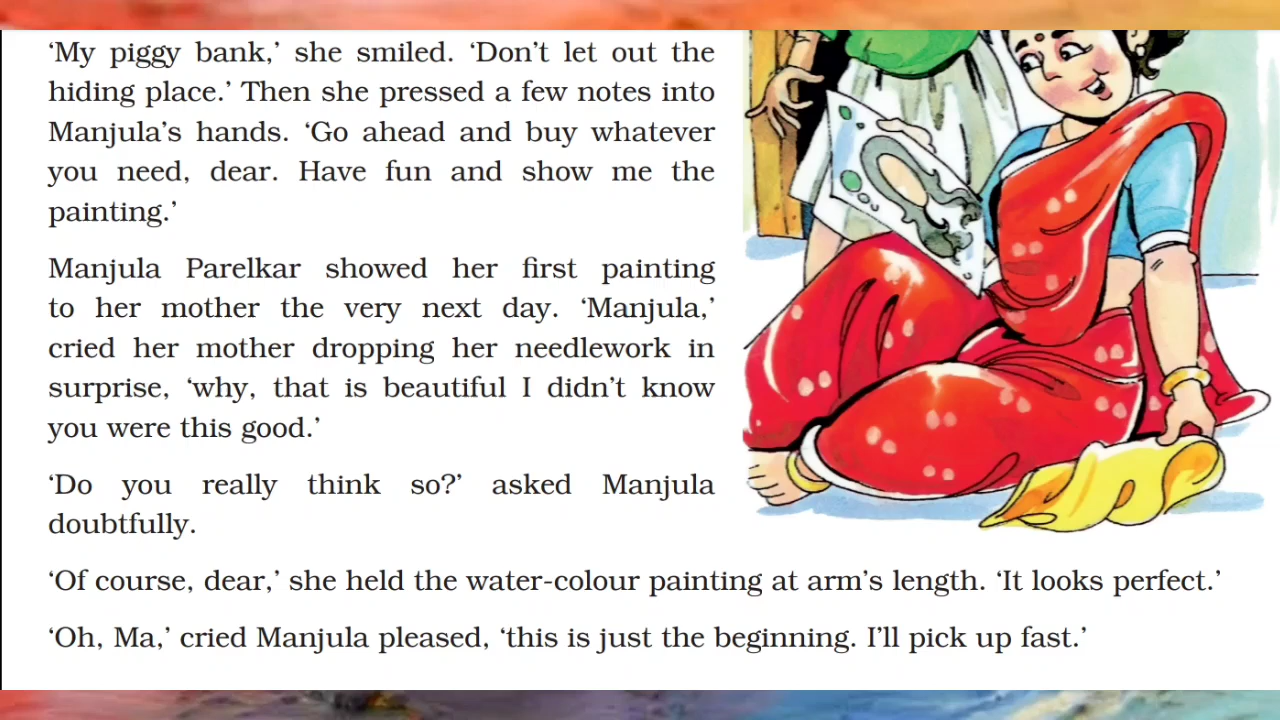 ‘My piggy bank,’ she smiled. ‘Don’t let out the
hiding place.’ Then she pressed a few notes into
Manjula’s hands. ‘Go ahead and buy whatever
you need, dear. Have fun and show me the
painting.’
Manjula Parelkar showed her first painting
to her mother the very next day. ‘Manjula,’
cried her mother dropping her needlework in
surprise, ‘why, that is beautiful I didn’t know
you were this good.’
‘Do you really think so?’ asked Manjula
doubtfully.
‘Of course, dear,’ she held the water-colour painting at arm’s length. ‘It looks perfect.’
‘Oh, Ma,’ cried Manjula pleased, ‘this is just the beginning. I’ll pick up fast.’